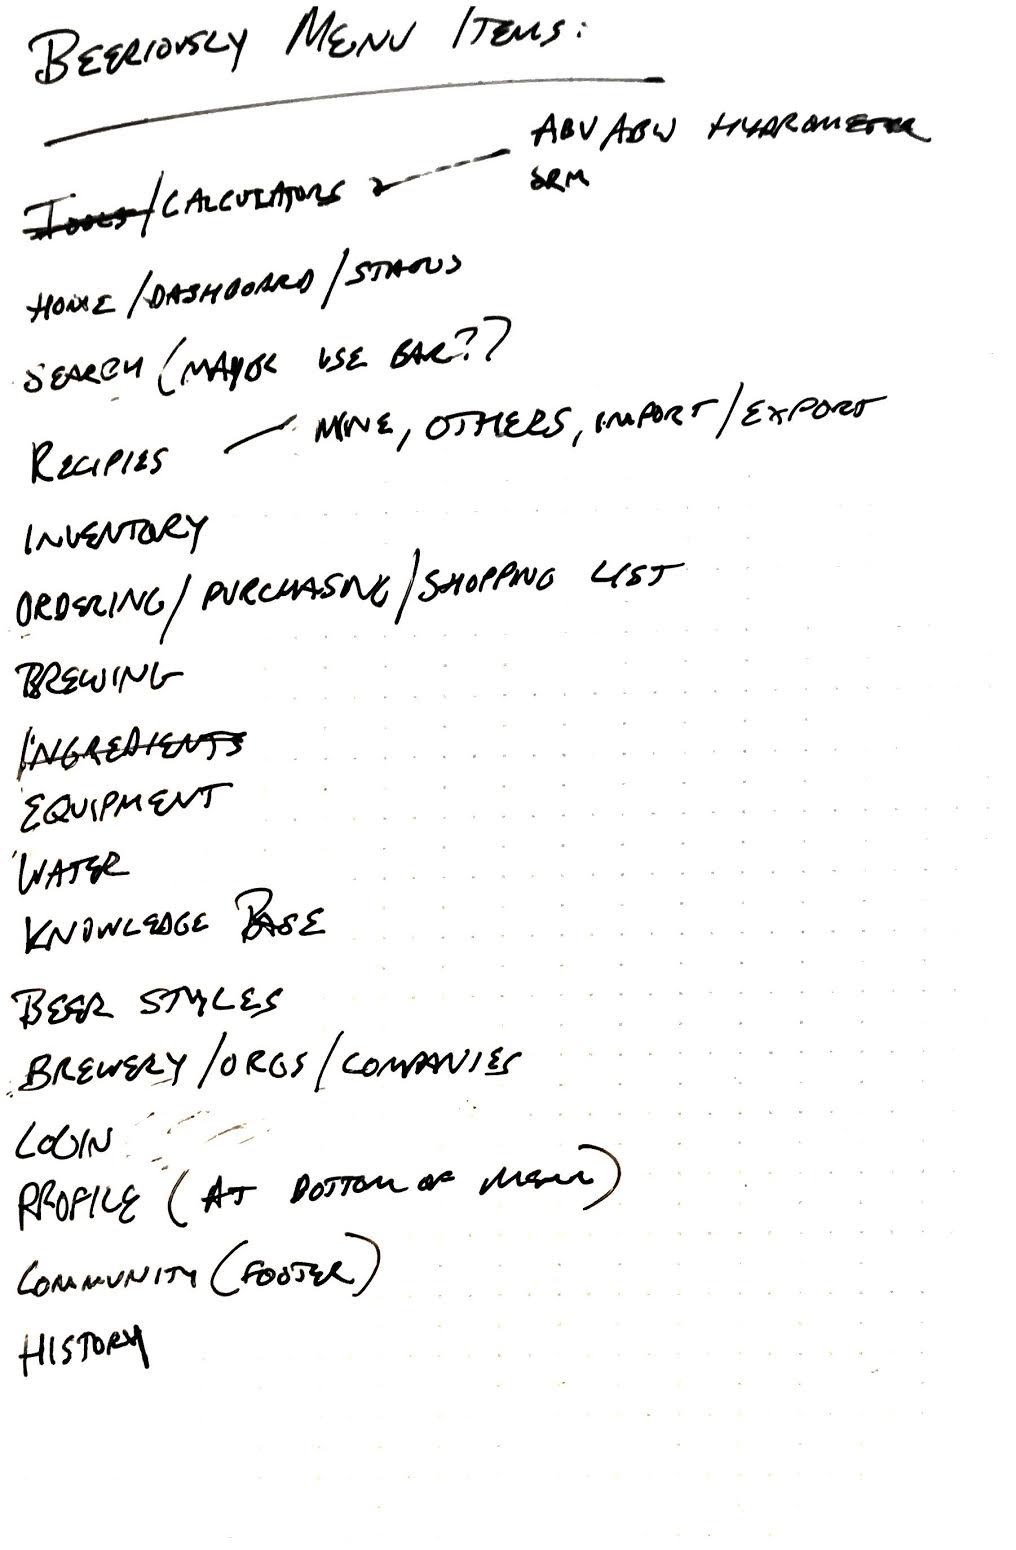 BEERIOUSLY MENU ITEMS:
TOOLS/CALCULATORS ABV/ABW HYDROMETER
SRM
HOME/DASHBOARD/STATUS
SEARCH (MAYBE USE BAR??)
RECIPIES MINE, OTHERS, IMPORT/EXPORT
INVENTORY
ORDERING/PURCHASING/SHOPPING LIST
BREWING
INGREDIENTS
EQUIPMENT
WATER
KNOWLEDGE BASE
BEER STYLES
BREWERY/ORGS/COMPANIES
LOGIN
PROFILE (AT BOTTOM OF MENU)
COMMUNITY (FOOTER)
HISTORY